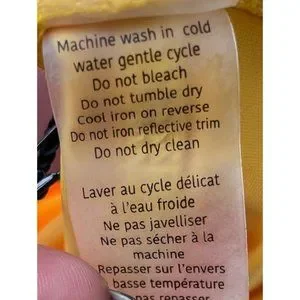 Machine wash in cold
water gentle cycle
Do not bleach
Do not tumble dry
Cool iron on reverse
Do not iron reflective trim
Do not dry clean
Laver au cycle délicat
à l'eau froide
Ne pas javelliser
Ne pas sécher à la
machine
Repasser sur l'envers
basse température
pas repasser